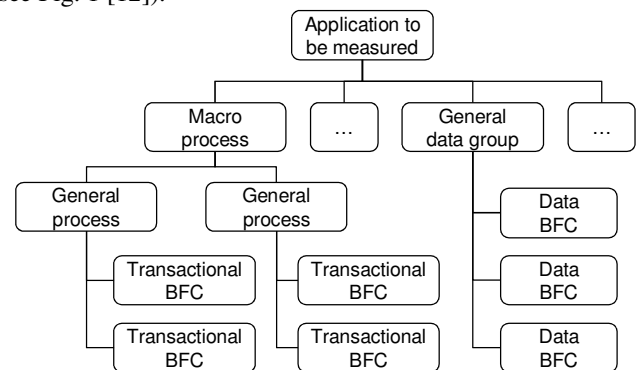 see Fig. 1 [12]).
Application to
be measured
Macro
process
...
General
data group
...
General
process
General
process
Data
BFC
Transactional
BFC
Transactional
BFC
Data
BFC
Transactional
BFC
Transactional
BFC
Data
BFC